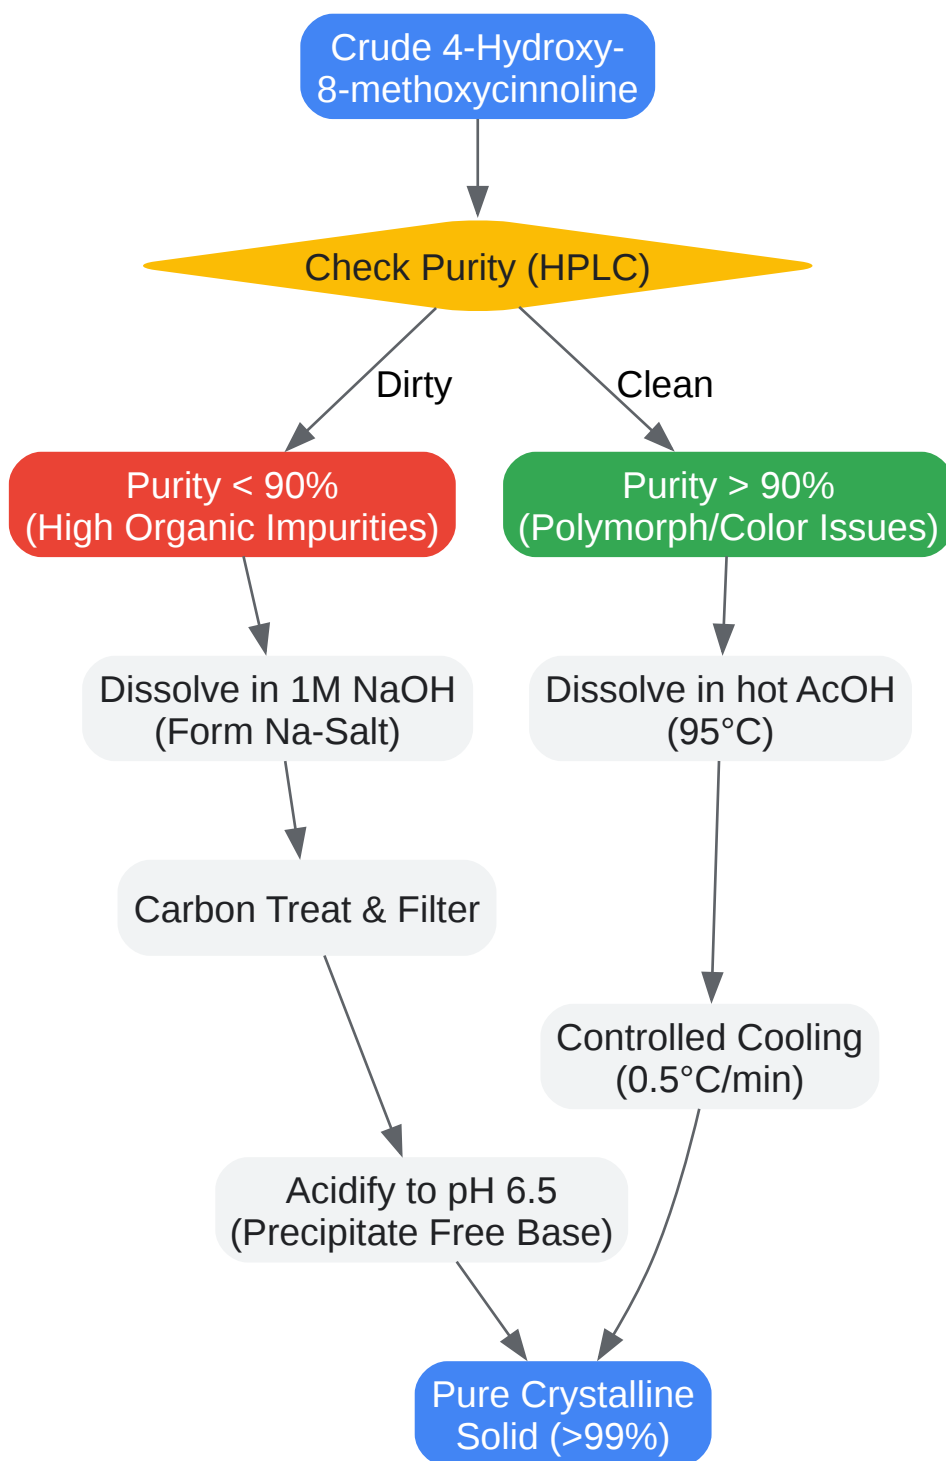 Crude 4-Hydroxy-
8-methoxycinnoline
Check Purity (HPLC)
Dirty
Clean
Purity < 90%
(High Organic Impurities)
Purity > 90%
(Polymorph/Color Issues)
Dissolve in 1M NaOH
(Form Na-Salt)
Dissolve in hot AcOH
(95°C)
Carbon Treat & Filter
Controlled Cooling
(0.5°C/min)
Acidify to pH 6.5
(Precipitate Free Base)
Pure Crystalline
Solid (>99%)